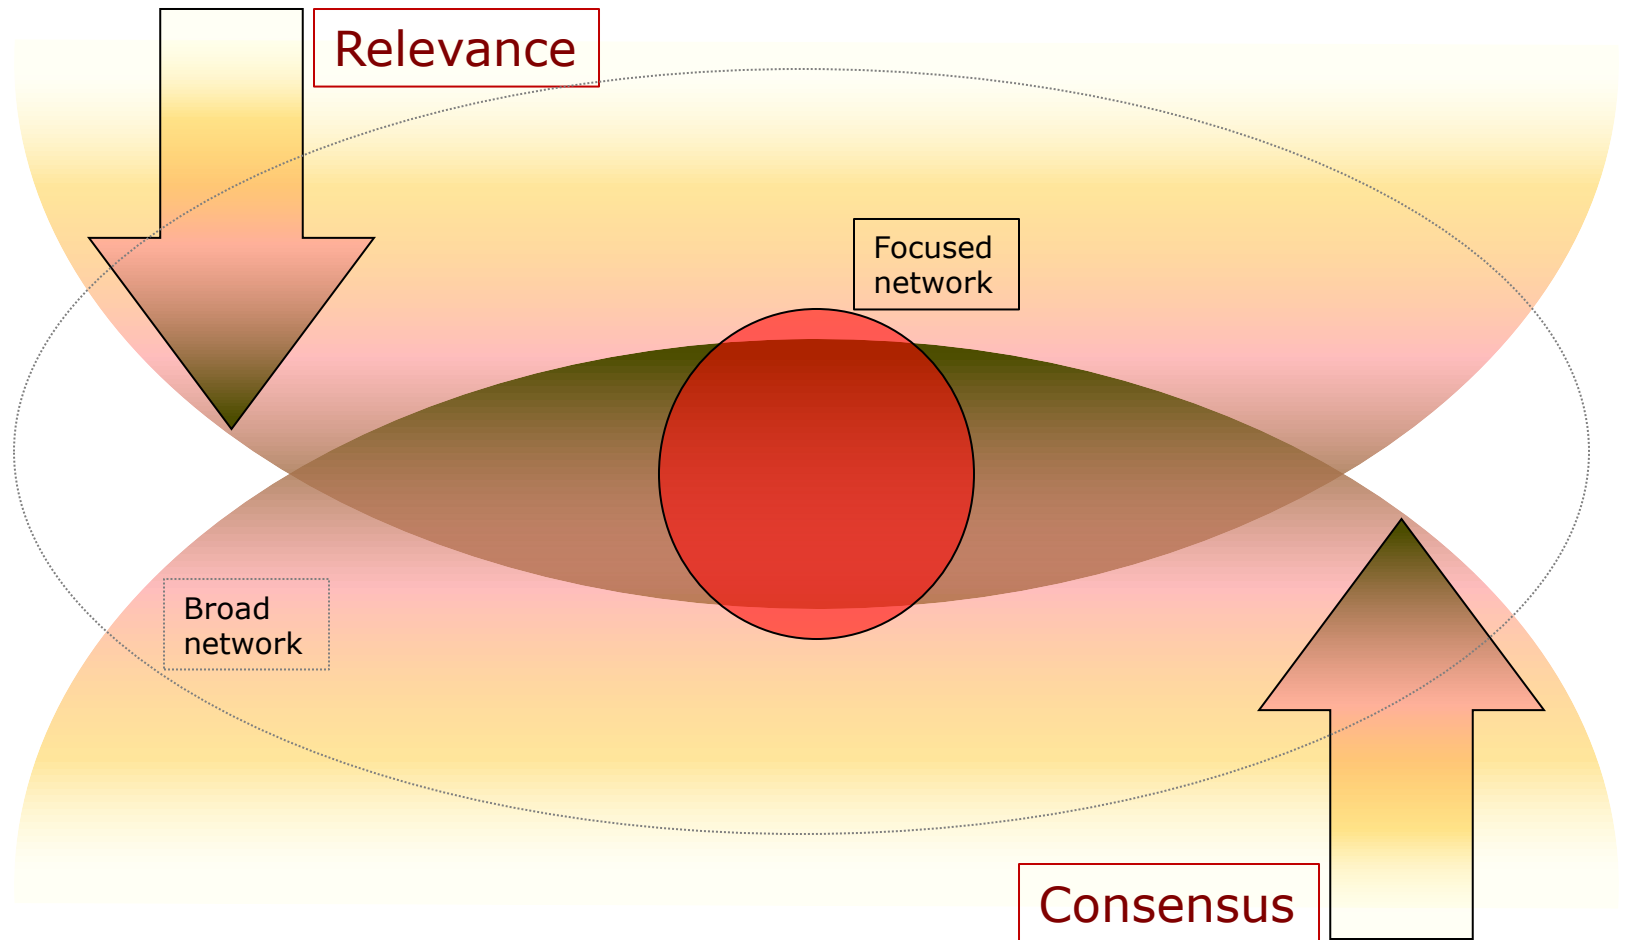 Relevance
Focused
network
Broad
network
Consensus